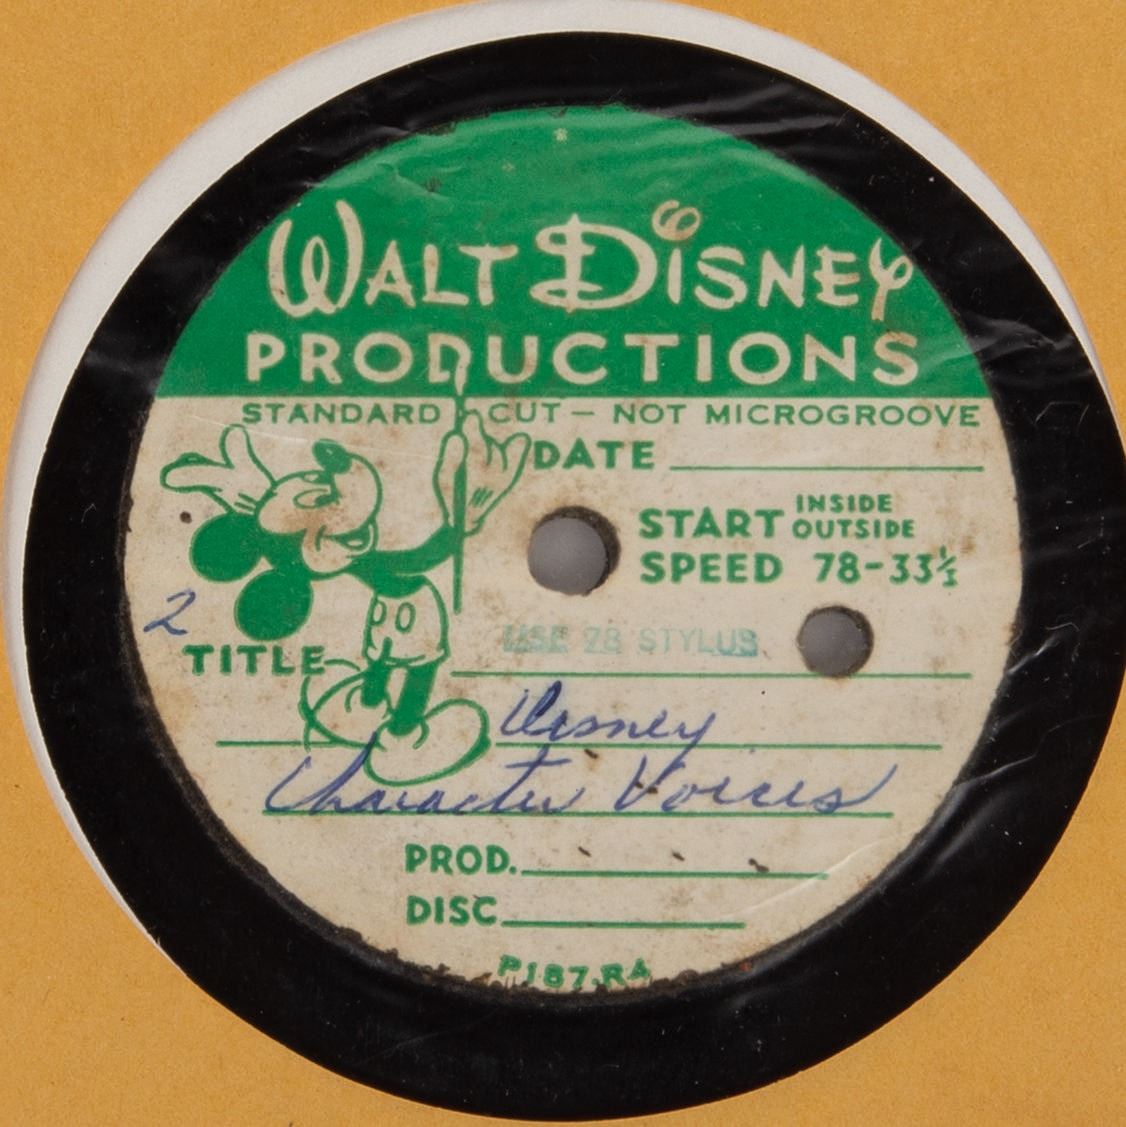 WALT DISNEY
PRODUCTIONS
STANDARD CUT — NOT MICROGROOVE
DATE
START INSIDE OUTSIDE
SPEED 78-33⅓
2
USE 78 STYLUS
TITLE
Disney
Character Voices
PROD.
DISC
P187.RA